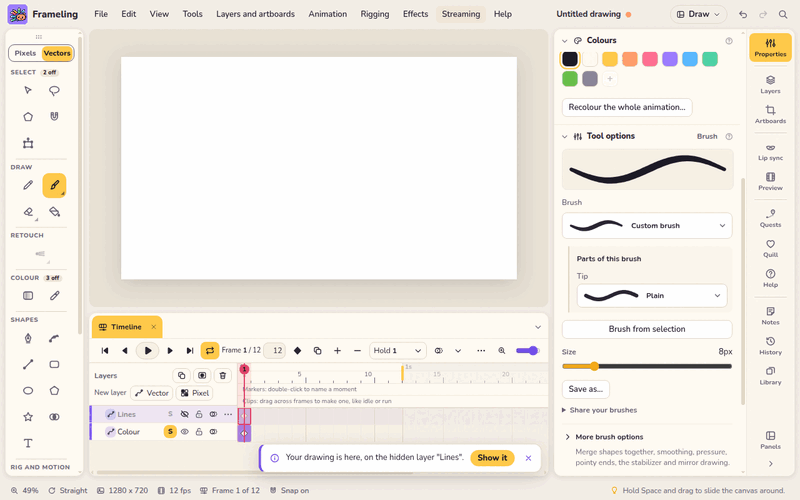 Frameling
File Edit View Tools Layers and artboards Animation Rigging Effects Streaming Help
Untitled drawing
Draw
Pixels Vectors
SELECT 2 off
DRAW
RETOUCH
COLOUR 3 off
SHAPES
RIG AND MOTION
Timeline
Frame 1 / 12 12
Hold 1
Layers
New layer Vector Pixel
1 5 10 15 20
1s
Markers: double-click to name a moment
Clips: drag across frames to make one, like idle or run
Lines S
Colour S
Your drawing is here, on the hidden layer "Lines". Show it
Colours
Recolour the whole animation...
Tool options Brush
Brush
Custom brush
Parts of this brush
Tip
Plain
Brush from selection
Size 8px
Save as...
Share your brushes
More brush options
Merge shapes together, smoothing, pressure,
pointy ends, the stabilizer and mirror drawing.
Properties
Layers
Artboards
Lip sync
Preview
Quests
Quill
Help
Notes
History
Library
Panels
49% Straight 1280 x 720 12 fps Frame 1 of 12 Snap on
Hold Space and drag to slide the canvas around.